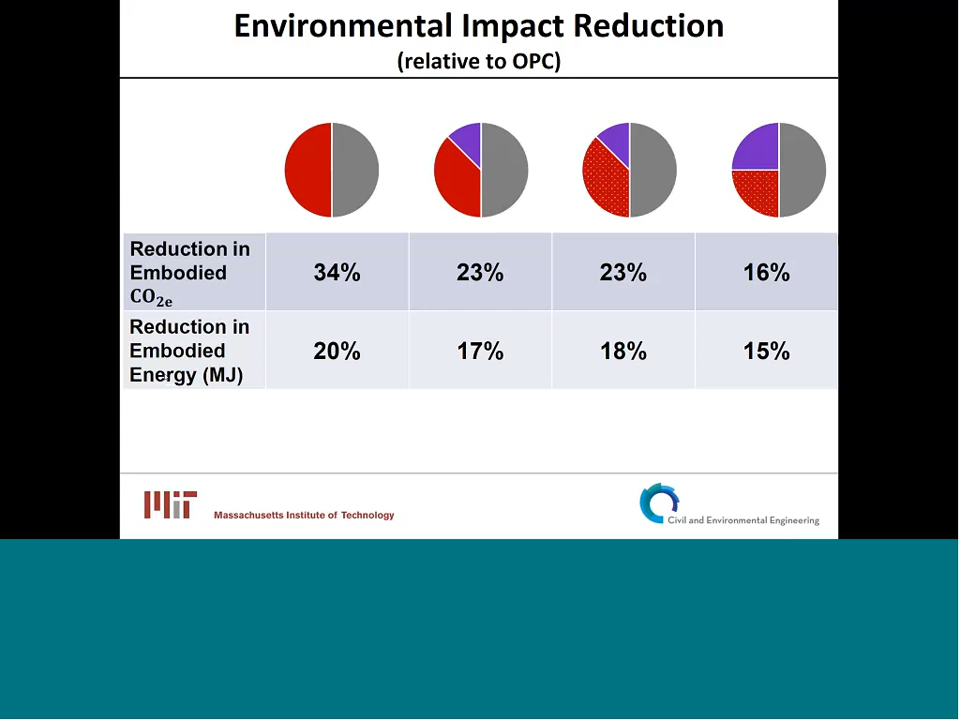 Environmental Impact Reduction
(relative to OPC)
Reduction in
Embodied
CO2e
34%
23%
23%
16%
Reduction in
Embodied
Energy (MJ)
20%
17%
18%
15%
MIT
Massachusetts Institute of Technology
Civil and Environmental Engineering